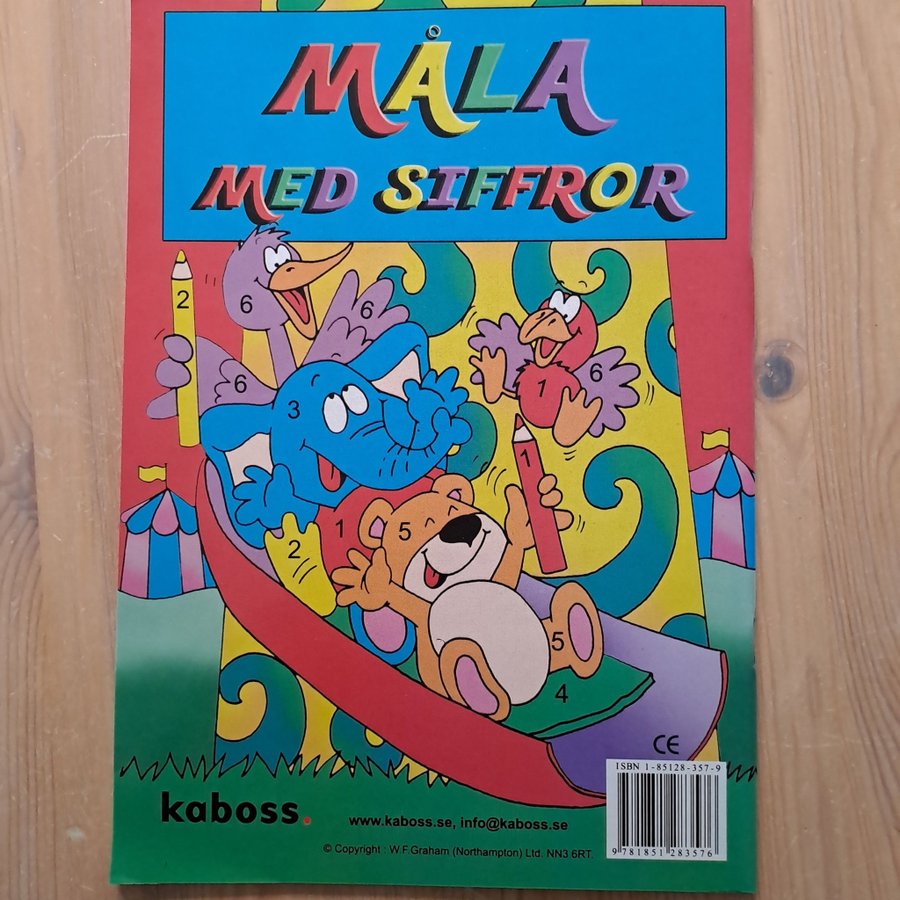 MÅLA
MED SIFFROR
2
6
6
6
3
1
6
1
1
5
2
5
4
CE
ISBN 1-85128-357-9
9 781851 283576
kaboss.
www.kaboss.se, info@kaboss.se
© Copyright : W.F.Graham (Northampton) Ltd. NN3 6RT.